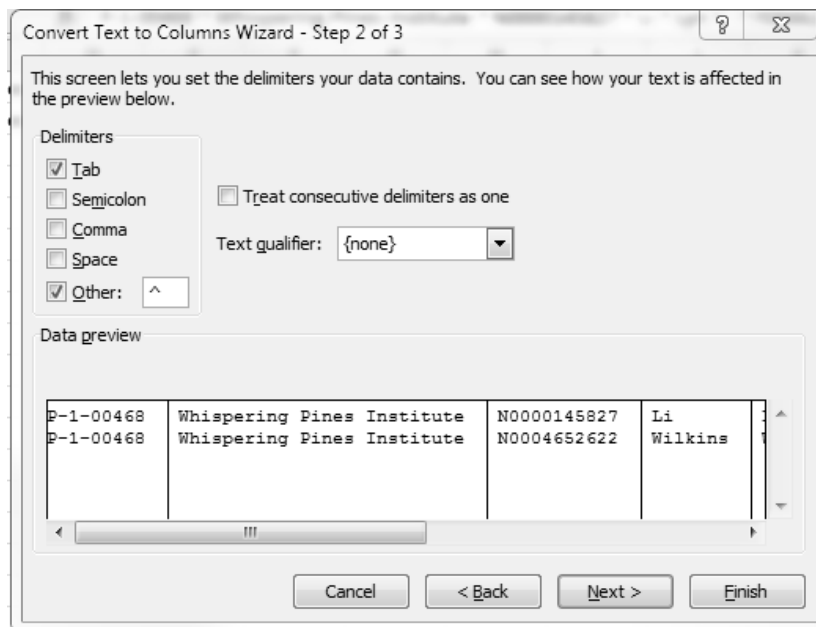 Convert Text to Columns Wizard - Step 2 of 3
This screen lets you set the delimiters your data contains. You can see how your text is affected in
the preview below.
Delimiters
Tab
Semicolon
Comma
Space
Other: ^
Treat consecutive delimiters as one
Text qualifier: {none}
Data preview
P-1-00468 Whispering Pines Institute N0000145827 Li
P-1-00468 Whispering Pines Institute N0004652622 Wilkins
Cancel < Back Next > Finish